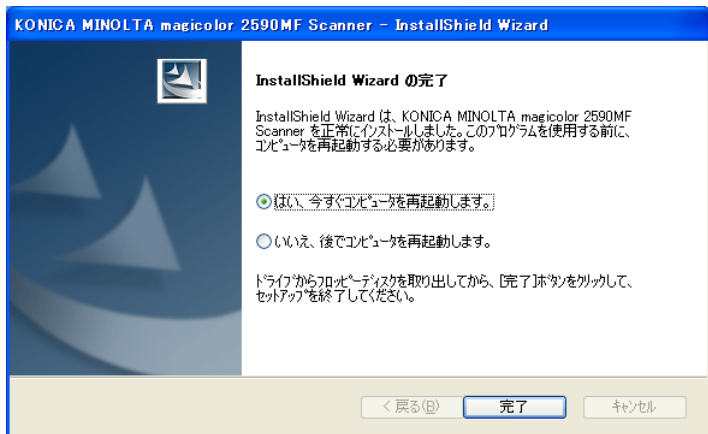 KONICA MINOLTA magicolor 2590MF Scanner - InstallShield Wizard
InstallShield Wizard の完了
InstallShield Wizard は、KONICA MINOLTA magicolor 2590MF
Scanner を正常にインストールしました。このプログラムを使用する前に、
コンピュータを再起動する必要があります。
はい、今すぐコンピュータを再起動します。
いいえ、後でコンピュータを再起動します。
ドライブからフロッピーディスクを取り出してから、[完了]ボタンをクリックして、
セットアップを終了してください。
< 戻る(B)
完了
キャンセル